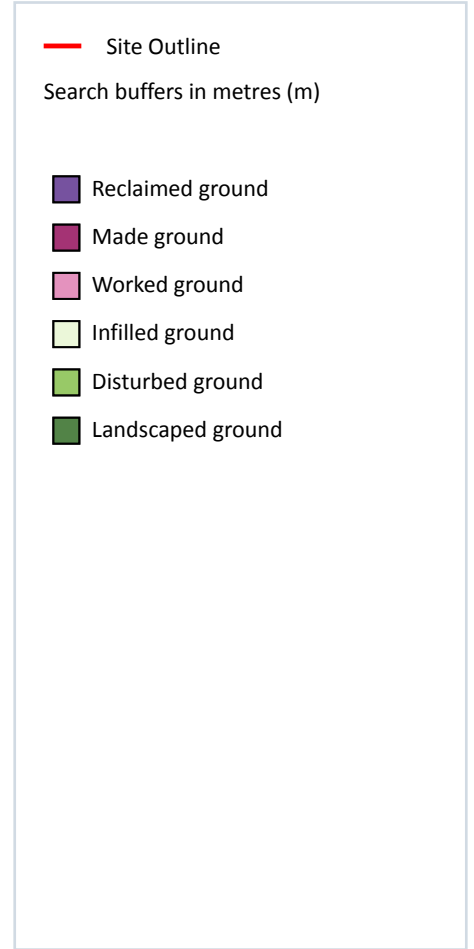 Site Outline
Search buffers in metres (m)
Reclaimed ground
Made ground
Worked ground
Infilled ground
Disturbed ground
Landscaped ground